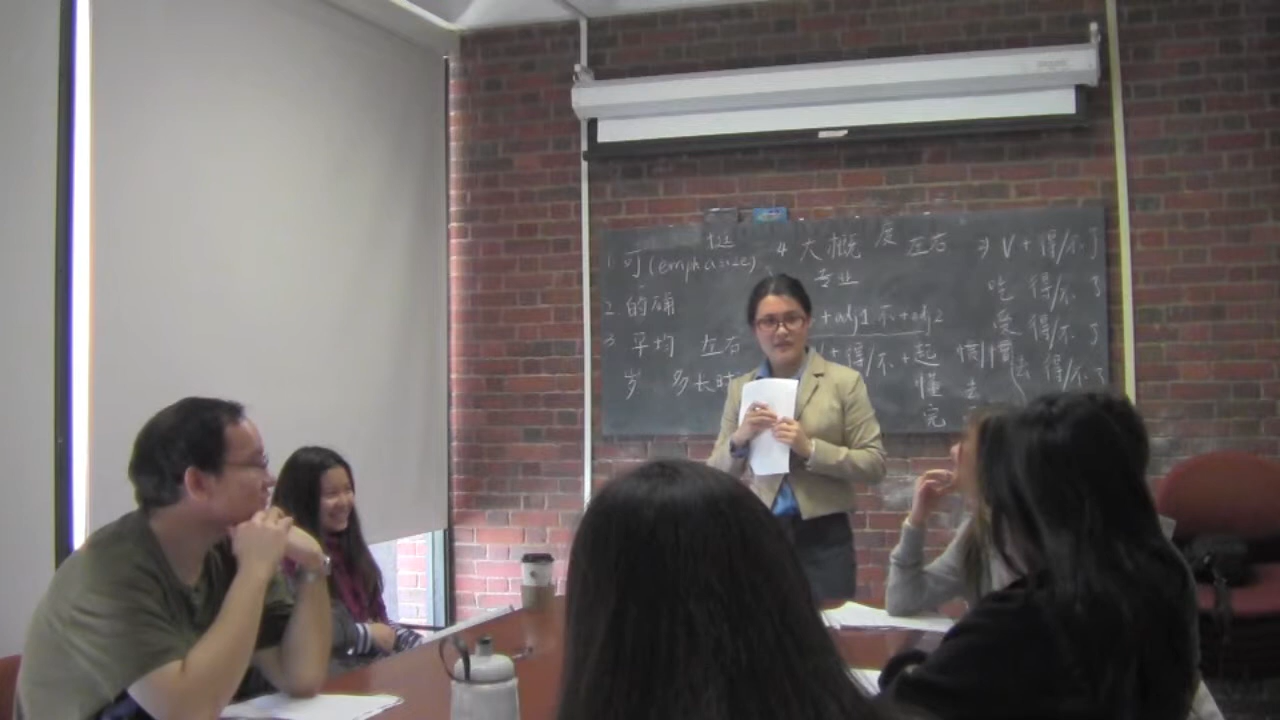 1. 可(emphasize)
2. 的确
3 平均 左右
岁 多长时
4 大概 度 左右
专业
+adj1 不+adj2
+得/不+起
懂
完
V+得/不了
吃 得/不了
受 得/不了
去 得/不了
惯
去